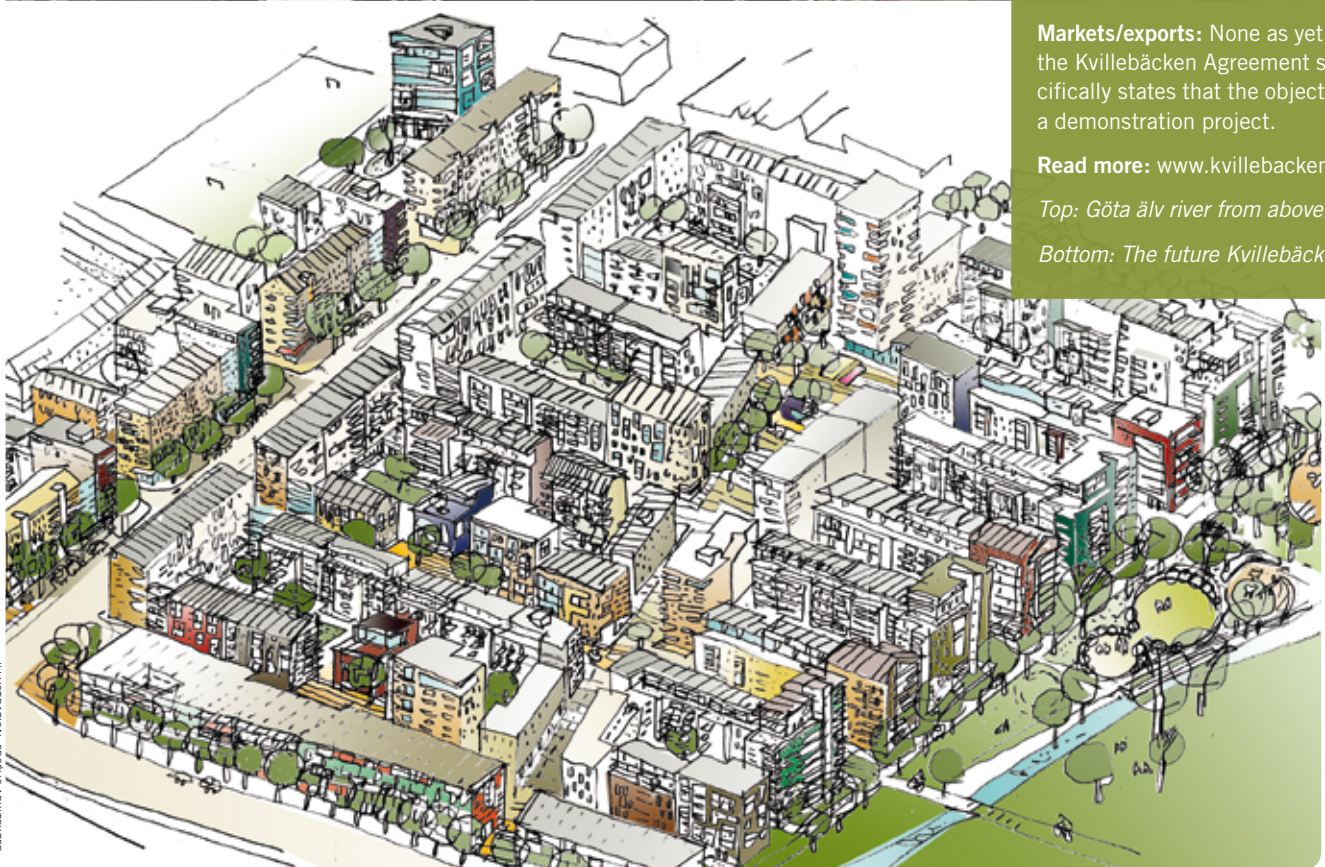 Markets/exports: None as yet
the Kvillebäcken Agreement s
cifically states that the object
a demonstration project.
Read more: www.kvillebacken
Top: Göta älv river from above
Bottom: The future Kvillebäck